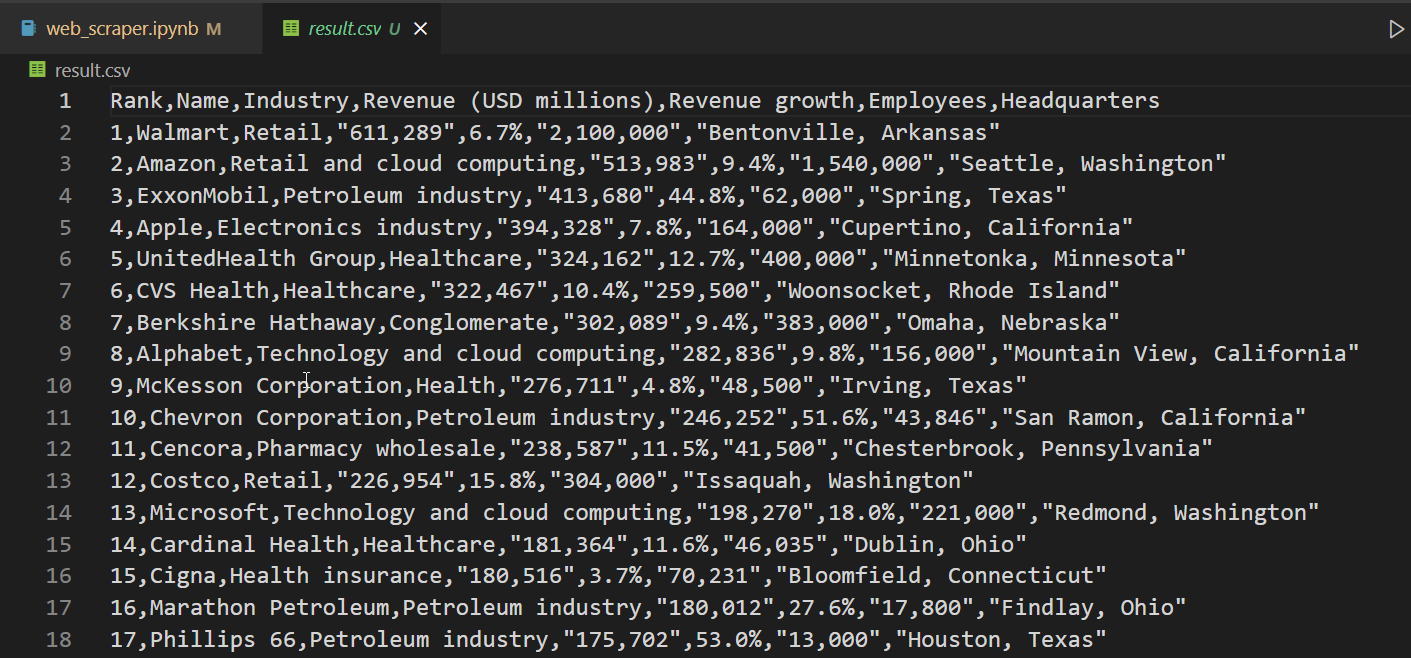 web_scraper.ipynb M result.csv U
result.csv
1 Rank,Name,Industry,Revenue (USD millions),Revenue growth,Employees,Headquarters
2 1,Walmart,Retail,"611,289",6.7%,"2,100,000","Bentonville, Arkansas"
3 2,Amazon,Retail and cloud computing,"513,983",9.4%,"1,540,000","Seattle, Washington"
4 3,ExxonMobil,Petroleum industry,"413,680",44.8%,"62,000","Spring, Texas"
5 4,Apple,Electronics industry,"394,328",7.8%,"164,000","Cupertino, California"
6 5,UnitedHealth Group,Healthcare,"324,162",12.7%,"400,000","Minnetonka, Minnesota"
7 6,CVS Health,Healthcare,"322,467",10.4%,"259,500","Woonsocket, Rhode Island"
8 7,Berkshire Hathaway,Conglomerate,"302,089",9.4%,"383,000","Omaha, Nebraska"
9 8,Alphabet,Technology and cloud computing,"282,836",9.8%,"156,000","Mountain View, California"
10 9,McKesson Corporation,Health,"276,711",4.8%,"48,500","Irving, Texas"
11 10,Chevron Corporation,Petroleum industry,"246,252",51.6%,"43,846","San Ramon, California"
12 11,Cencora,Pharmacy wholesale,"238,587",11.5%,"41,500","Chesterbrook, Pennsylvania"
13 12,Costco,Retail,"226,954",15.8%,"304,000","Issaquah, Washington"
14 13,Microsoft,Technology and cloud computing,"198,270",18.0%,"221,000","Redmond, Washington"
15 14,Cardinal Health,Healthcare,"181,364",11.6%,"46,035","Dublin, Ohio"
16 15,Cigna,Health insurance,"180,516",3.7%,"70,231","Bloomfield, Connecticut"
17 16,Marathon Petroleum,Petroleum industry,"180,012",27.6%,"17,800","Findlay, Ohio"
18 17,Phillips 66,Petroleum industry,"175,702",53.0%,"13,000","Houston, Texas"